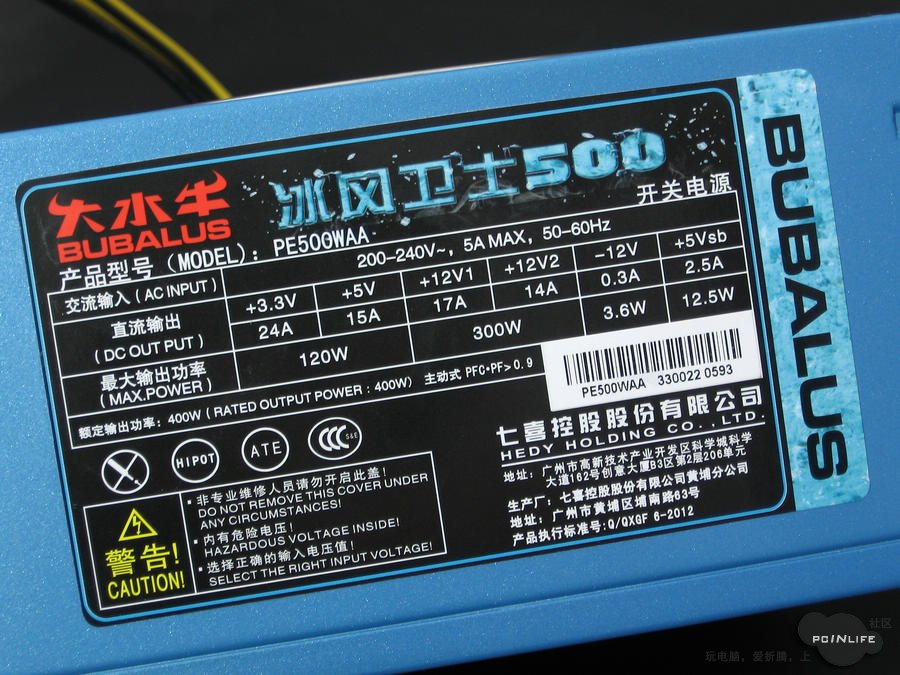 大水牛
BUBALUS
冰风卫士500
开关电源
产品型号（MODEL）：PE500WAA
交流输入（AC INPUT） 200-240V~，5A MAX，50-60Hz
直流输出（DC OUT PUT） +3.3V +5V +12V1 +12V2 −12V +5Vsb
24A 15A 17A 14A 0.3A 2.5A
最大输出功率（MAX.POWER） 120W 300W 3.6W 12.5W
额定输出功率：400W（RATED OUTPUT POWER：400W） 主动式 PFC•PF＞0.9
PE500WAA 330022 0593
HIPOT
ATE
CCC S&E
七喜控股股份有限公司
HEDY HOLDING CO.,LTD.
地址：广州市高新技术产业开发区科学城科学
大道162号创意大厦B3区第2层206单元
生产厂：七喜控股股份有限公司黄埔分公司
地址：广州市黄埔区埔南路63号
产品执行标准号：Q/QXGF 6-2012
警告!
CAUTION!
▪ 非专业维修人员请勿开启此盖！
DO NOT REMOVE THIS COVER UNDER
ANY CIRCUMSTANCES!
▪ 内有危险电压！
HAZARDOUS VOLTAGE INSIDE!
▪ 选择正确的输入电压值！
SELECT THE RIGHT INPUT VOLTAGE!
BUBALUS
PCINLIFE
社区
玩电脑，爱折腾，上